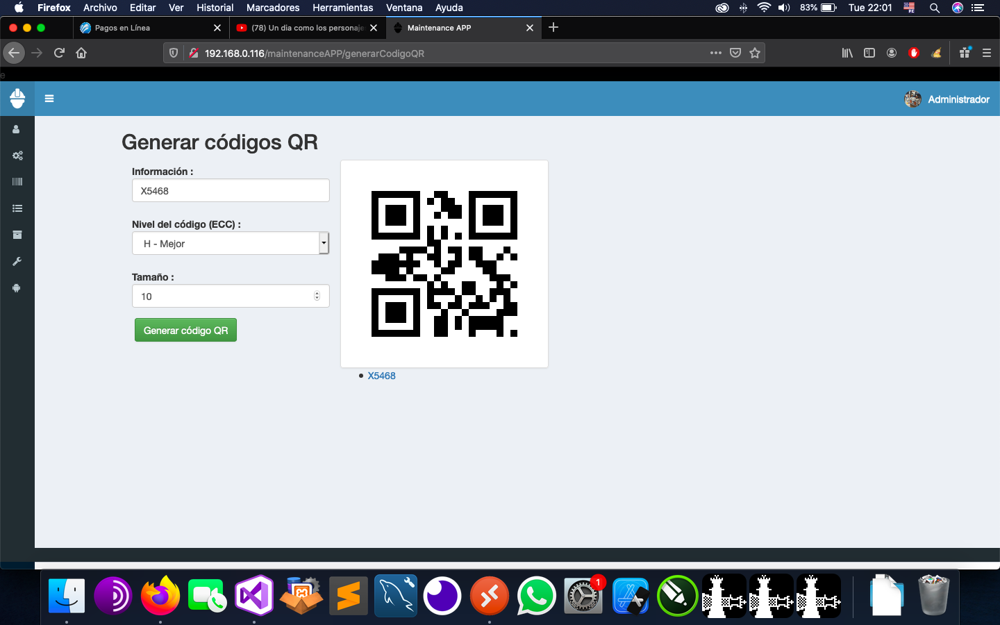 Firefox Archivo Editar Ver Historial Marcadores Herramientas Ventana Ayuda 83% Tue 22:01 PC
Pagos en Línea (78) Un dia como los personaje Maintenance APP
192.168.0.116/maintenanceAPP/generarCodigoQR
e
Administrador
Generar códigos QR
Información :
X5468
Nivel del código (ECC) :
H - Mejor
Tamaño :
10
Generar código QR
X5468
1